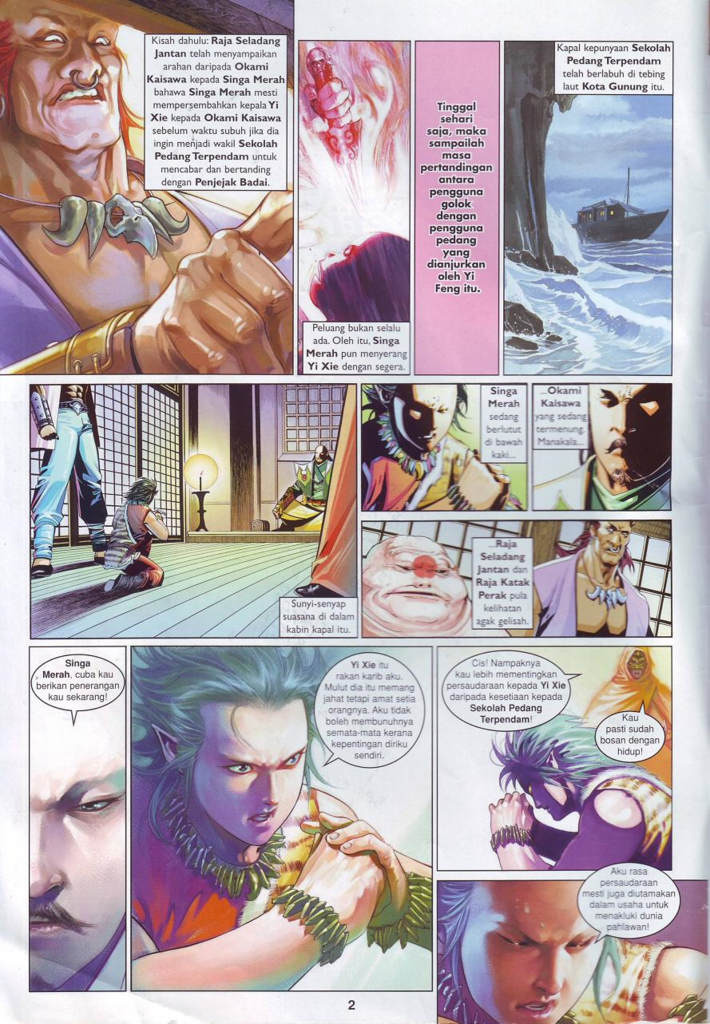 Kisah dahulu: Raja Seladang
Jantan telah menyampaikan
arahan daripada Okami
Kaisawa kepada Singa Merah
bahawa Singa Merah mesti
mempersembahkan kepala Yi
Xie kepada Okami Kaisawa
sebelum waktu subuh jika dia
ingin menjadi wakil Sekolah
Pedang Terpendam untuk
mencabar dan bertanding
dengan Penjejak Badai.
Peluang bukan selalu
ada. Oleh itu, Singa
Merah pun menyerang
Yi Xie dengan segera.
Tinggal
sehari
saja, maka
sampailah
masa
pertandingan
antara
pengguna
golok
dengan
pengguna
pedang
yang
dianjurkan
oleh Yi
Feng itu.
Kapal kepunyaan Sekolah
Pedang Terpendam
telah berlabuh di tebing
laut Kota Gunung itu.
Sunyi-senyap
suasana di dalam
kabin kapal itu.
Singa
Merah
sedang
berlutut
di bawah
kaki...
...Okami
Kaisawa
yang sedang
termenung.
Manakala...
...Raja
Seladang
Jantan dan
Raja Katak
Perak pula
kelihatan
agak gelisah.
Singa
Merah, cuba kau
berikan penerangan
kau sekarang!
Yi Xie itu
rakan karib aku.
Mulut dia itu memang
jahat tetapi amat setia
orangnya. Aku tidak
boleh membunuhnya
semata-mata kerana
kepentingan diriku
sendiri.
Cis! Nampaknya
kau lebih mementingkan
persaudaraan kepada Yi Xie
daripada kesetiaan kepada
Sekolah Pedang
Terpendam!
Kau
pasti sudah
bosan dengan
hidup!
Aku rasa
persaudaraan
mesti juga diutamakan
dalam usaha untuk
menakluki dunia
pahlawan!
2